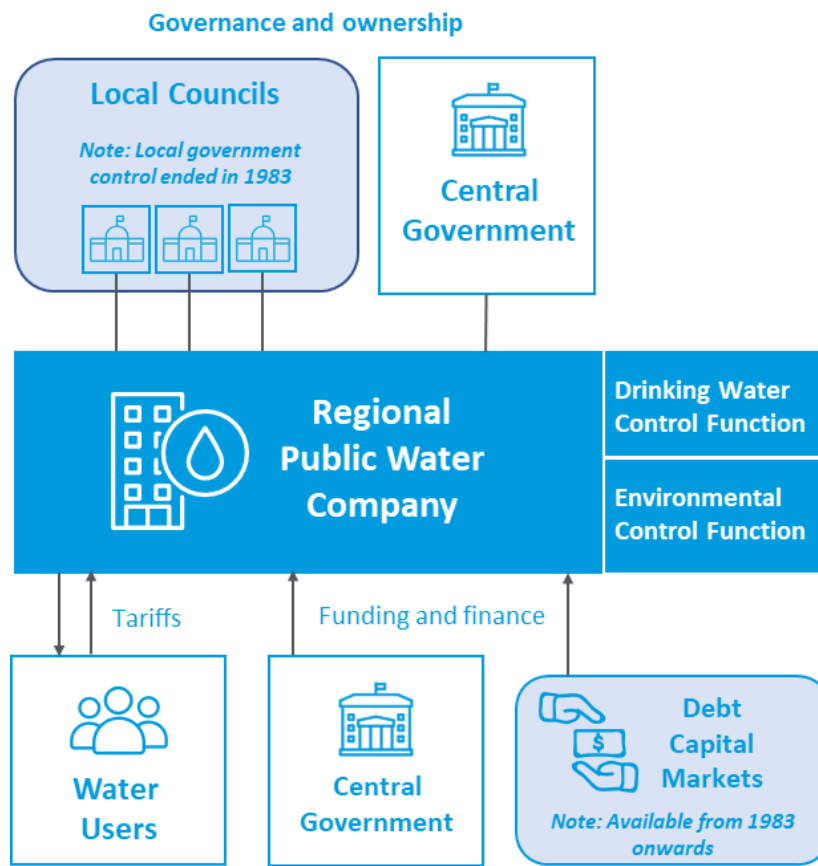 Governance and ownership
Local Councils
Note: Local government
control ended in 1983
Central
Government
Regional
Public Water
Company
Drinking Water
Control Function
Environmental
Control Function
Tariffs
Funding and finance
Water
Users
Central
Government
$
Debt
Capital
Markets
Note: Available from 1983
onwards